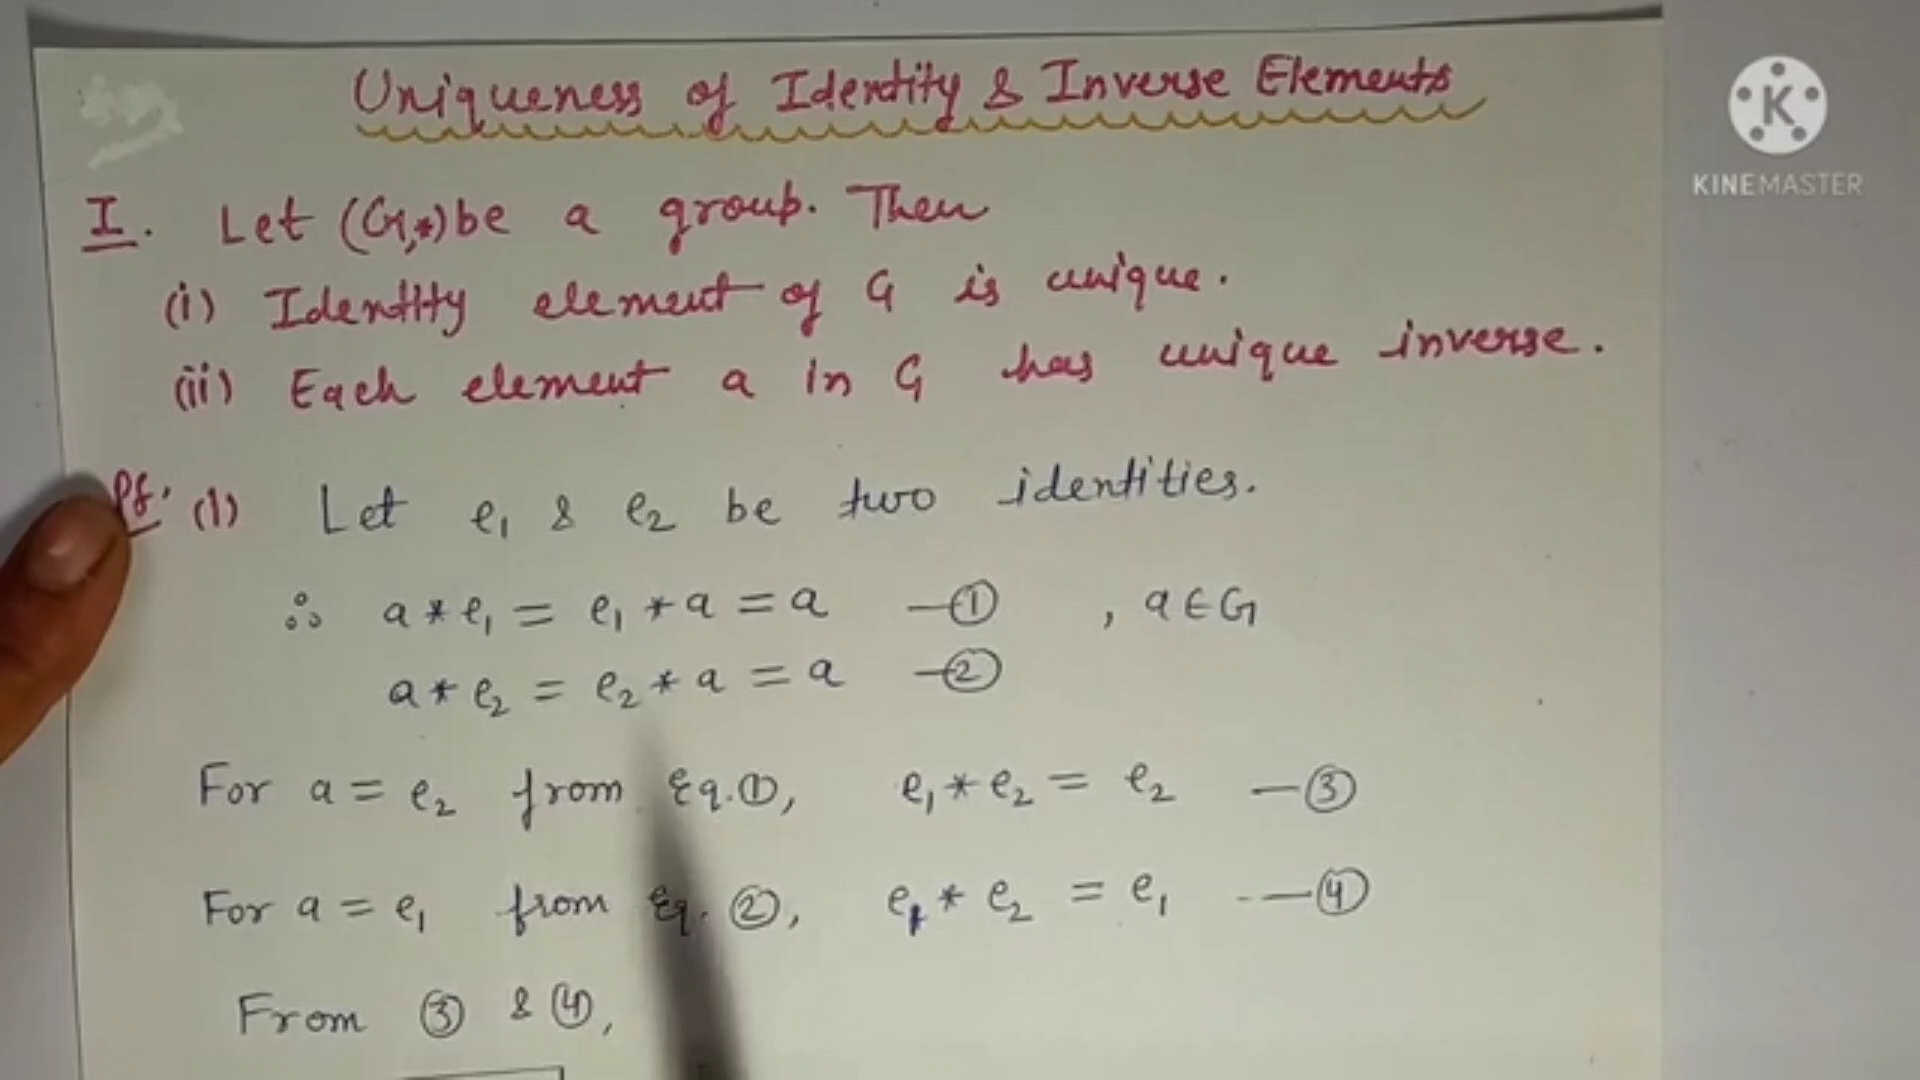 Uniqueness of Identity & Inverse Elements
K
KINEMASTER
I. Let (G,*) be a group. Then
(i) Identity element of G is unique.
(ii) Each element a in G has unique inverse.
Pf. (i) Let e₁ & e₂ be two identities.
∴ a * e₁ = e₁ * a = a —① , a ∈ G
a * e₂ = e₂ * a = a —②
For a = e₂ from Eq.①, e₁ * e₂ = e₂ —③
For a = e₁ from Eq. ②, e₁ * e₂ = e₁ —④
From ③ & ④,